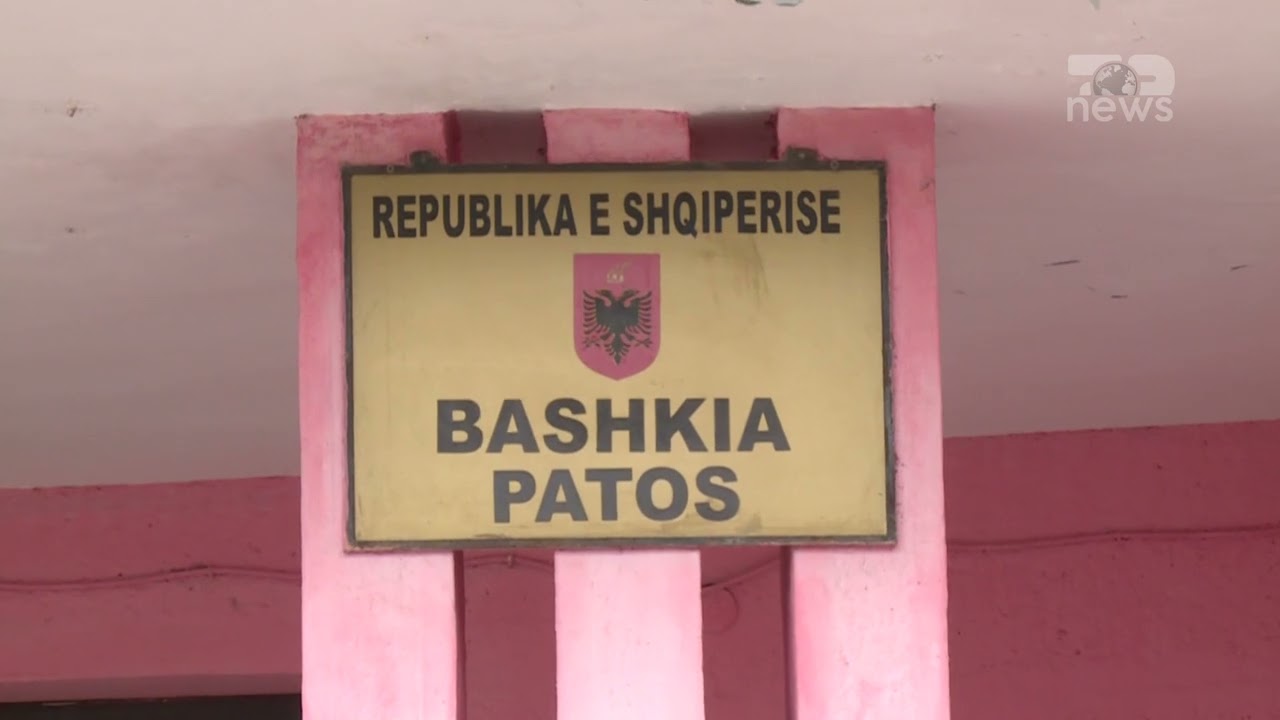 REPUBLIKA E SHQIPERISE
BASHKIA
PATOS
news